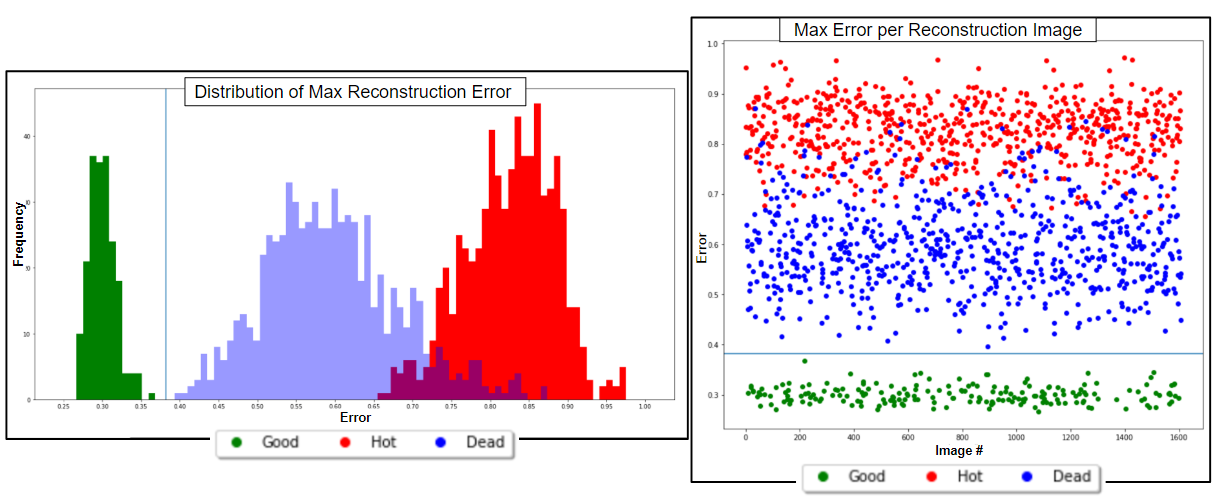 Distribution of Max Reconstruction Error
Frequency
40
30
20
10
0
0.25 0.30 0.35 0.40 0.45 0.50 0.55 0.60 0.65 0.70 0.75 0.80 0.85 0.90 0.95 1.00
Error
Good Hot Dead
Max Error per Reconstruction Image
Error
1.0
0.9
0.8
0.7
0.6
0.5
0.4
0.3
0 200 400 600 800 1000 1200 1400 1600
Image #
Good Hot Dead